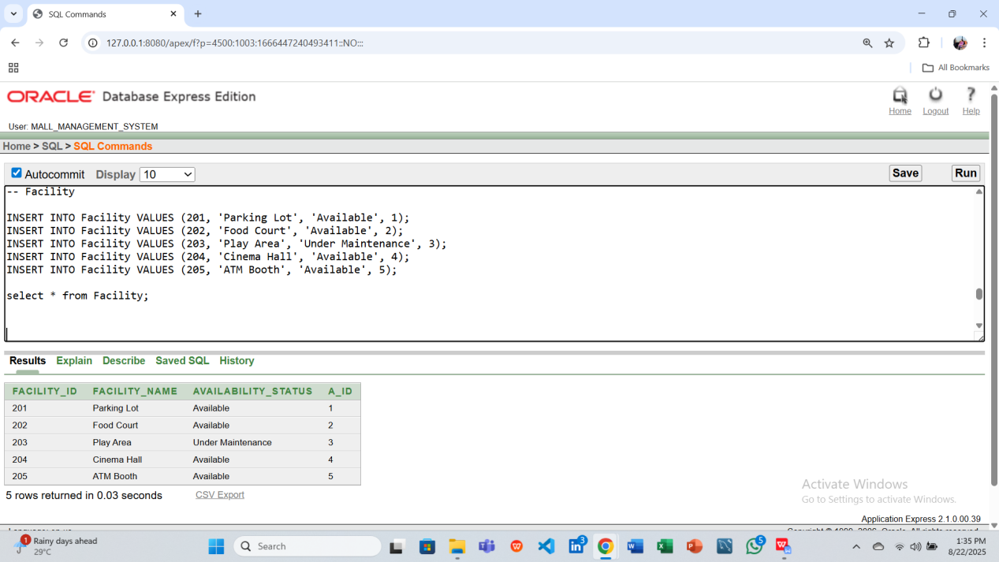 SQL Commands
127.0.0.1:8080/apex/f?p=4500:1003:1666447240493411::NO:::
All Bookmarks
ORACLE Database Express Edition
Home Logout Help
User: MALL_MANAGEMENT_SYSTEM
Home > SQL > SQL Commands
Autocommit Display 10 Save Run
-- Facility
INSERT INTO Facility VALUES (201, 'Parking Lot', 'Available', 1);
INSERT INTO Facility VALUES (202, 'Food Court', 'Available', 2);
INSERT INTO Facility VALUES (203, 'Play Area', 'Under Maintenance', 3);
INSERT INTO Facility VALUES (204, 'Cinema Hall', 'Available', 4);
INSERT INTO Facility VALUES (205, 'ATM Booth', 'Available', 5);
select * from Facility;
Results Explain Describe Saved SQL History
FACILITY_ID FACILITY_NAME AVAILABILITY_STATUS A_ID
201 Parking Lot Available 1
202 Food Court Available 2
203 Play Area Under Maintenance 3
204 Cinema Hall Available 4
205 ATM Booth Available 5
5 rows returned in 0.03 seconds CSV Export
Activate Windows
Go to Settings to activate Windows.
Application Express 2.1.0.00.39
1 Rainy days ahead
29°C
Search
3
5
1:35 PM
8/22/2025